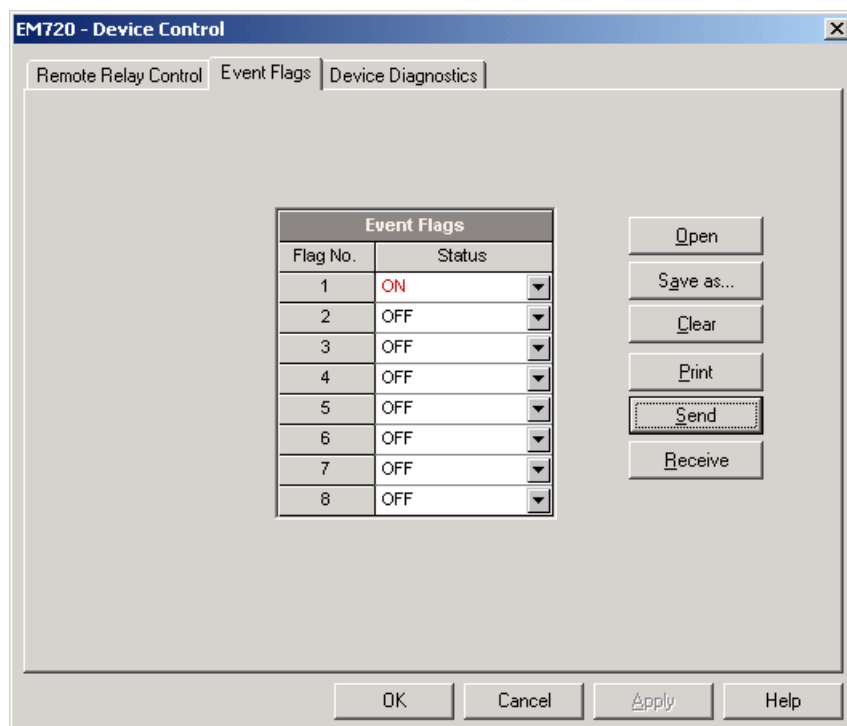 EM720 - Device Control
Remote Relay Control Event Flags Device Diagnostics
Event Flags
Flag No. Status
1 ON
2 OFF
3 OFF
4 OFF
5 OFF
6 OFF
7 OFF
8 OFF
Open
Save as...
Clear
Print
Send
Receive
OK Cancel Apply Help